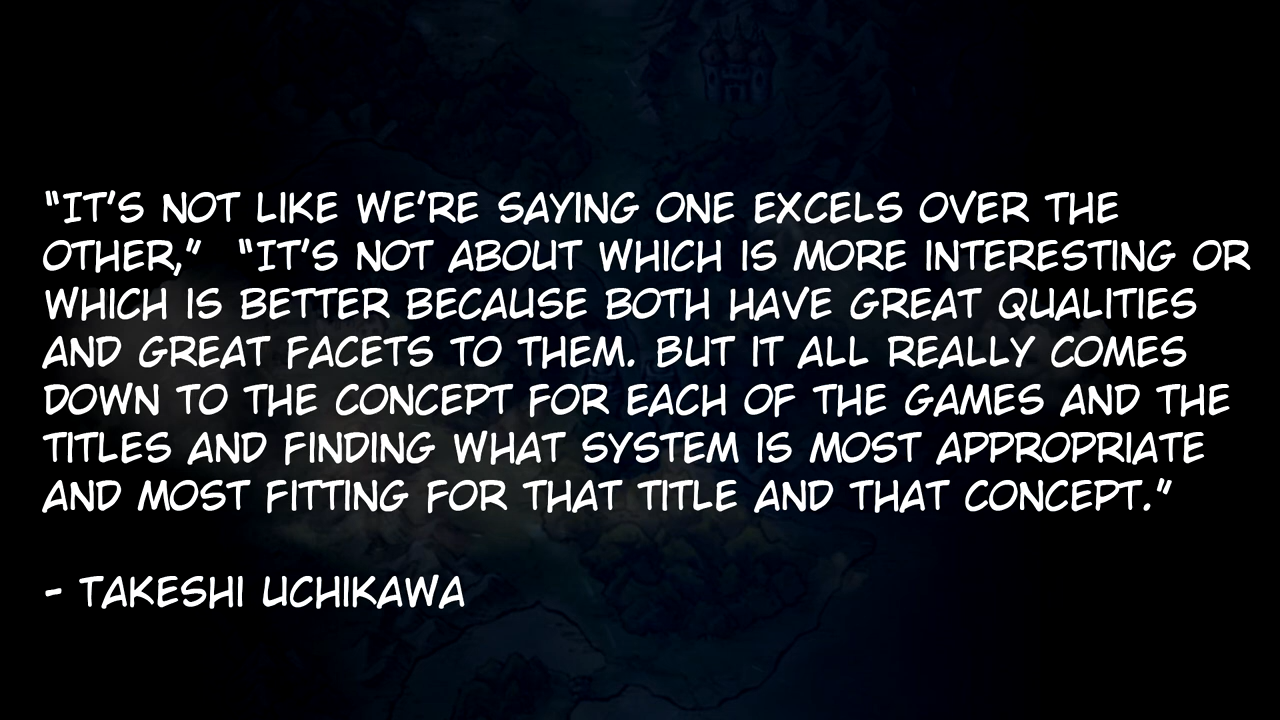 "IT'S NOT LIKE WE'RE SAYING ONE EXCELS OVER THE
OTHER,"  "IT'S NOT ABOUT WHICH IS MORE INTERESTING OR
WHICH IS BETTER BECAUSE BOTH HAVE GREAT QUALITIES
AND GREAT FACETS TO THEM. BUT IT ALL REALLY COMES
DOWN TO THE CONCEPT FOR EACH OF THE GAMES AND THE
TITLES AND FINDING WHAT SYSTEM IS MOST APPROPRIATE
AND MOST FITTING FOR THAT TITLE AND THAT CONCEPT."
- TAKESHI UCHIKAWA